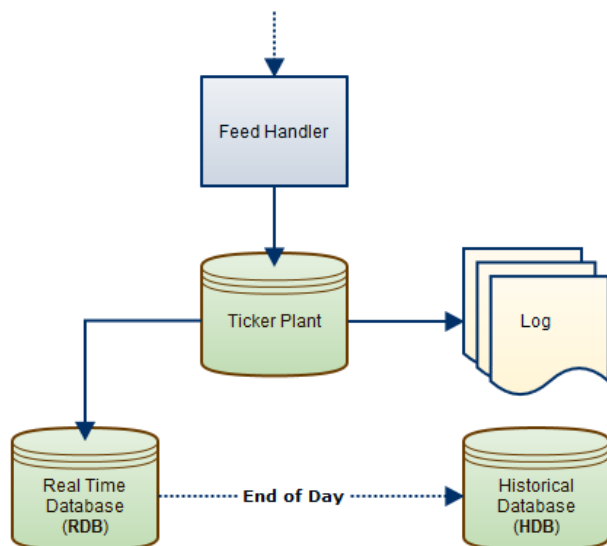 Feed Handler
Ticker Plant
Log
Real Time
Database
(RDB)
End of Day
Historical
Database
(HDB)